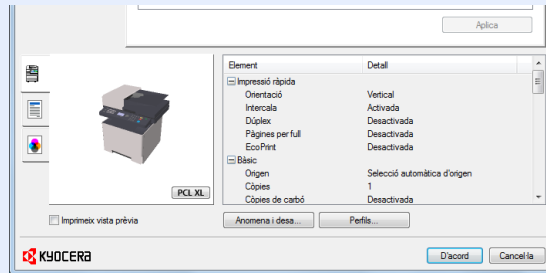 Aplica
Element Detall
Impressió ràpida
Orientació Vertical
Intercala Activada
Dúplex Desactivada
Pàgines per full Desactivada
EcoPrint Desactivada
Bàsic
Origen Selecció automàtica d'origen
Còpies 1
Còpies de carbó Desactivada
PCL XL
Imprimeix vista prèvia Anomena i desa... Perfils...
KYOCERA D'acord Cancel·la